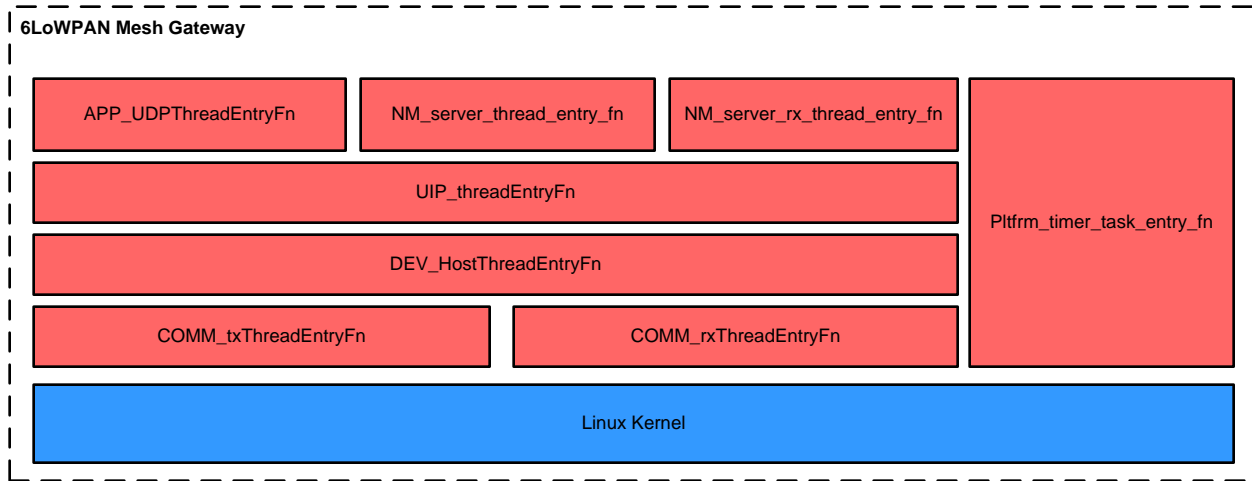 6LoWPAN Mesh Gateway
APP_UDPThreadEntryFn
NM_server_thread_entry_fn
NM_server_rx_thread_entry_fn
UIP_threadEntryFn
Pltfrm_timer_task_entry_fn
DEV_HostThreadEntryFn
COMM_txThreadEntryFn
COMM_rxThreadEntryFn
Linux Kernel